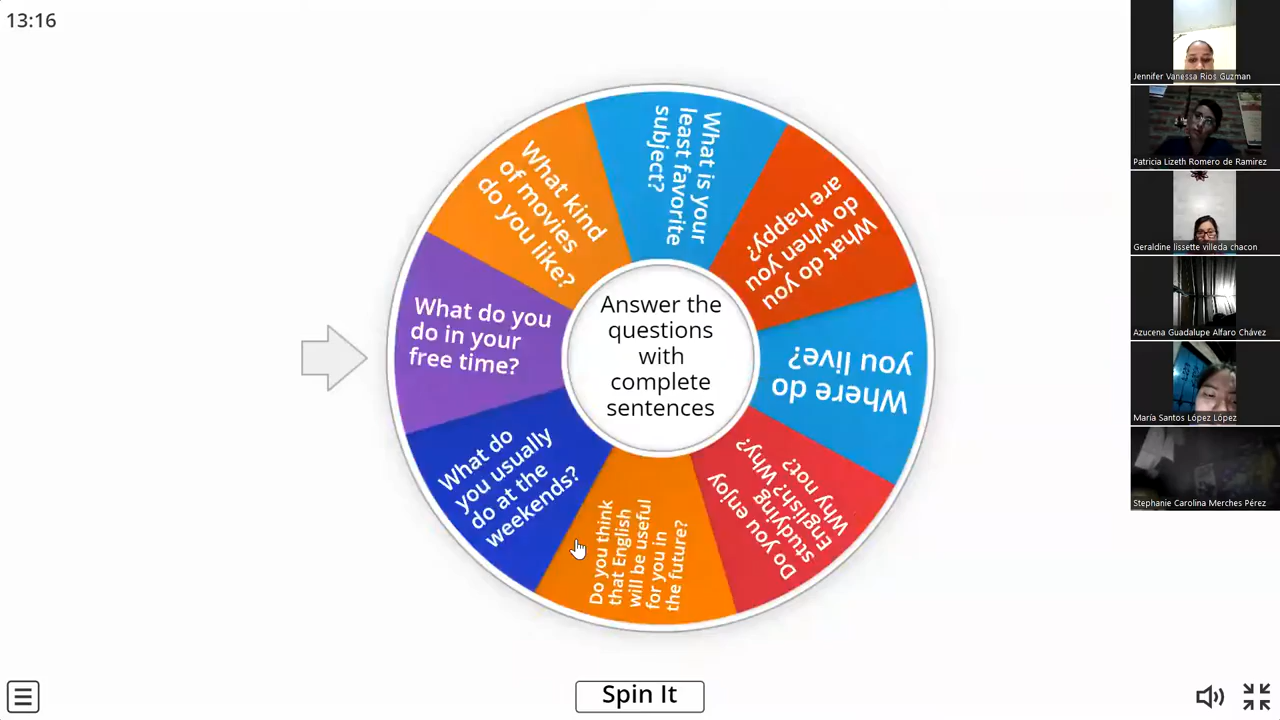 13:16
What is your
least favorite
subject?
What do you
do when you
are happy?
Where do
you live?
Do you enjoy
studying
English? Why?
Why not?
Do you think
that English
will be useful
for you in
the future?
What do
you usually
do at the
weekends?
What do you
do in your
free time?
What kind
of movies
do you like?
Answer the
questions
with
complete
sentences
Spin It
Jennifer Vanessa Rios Guzman
Patricia Lizeth Romero de Ramirez
Geraldine lissette villeda chacon
Azucena Guadalupe Alfaro Chávez
María Santos López López
Stephanie Carolina Merches Pérez